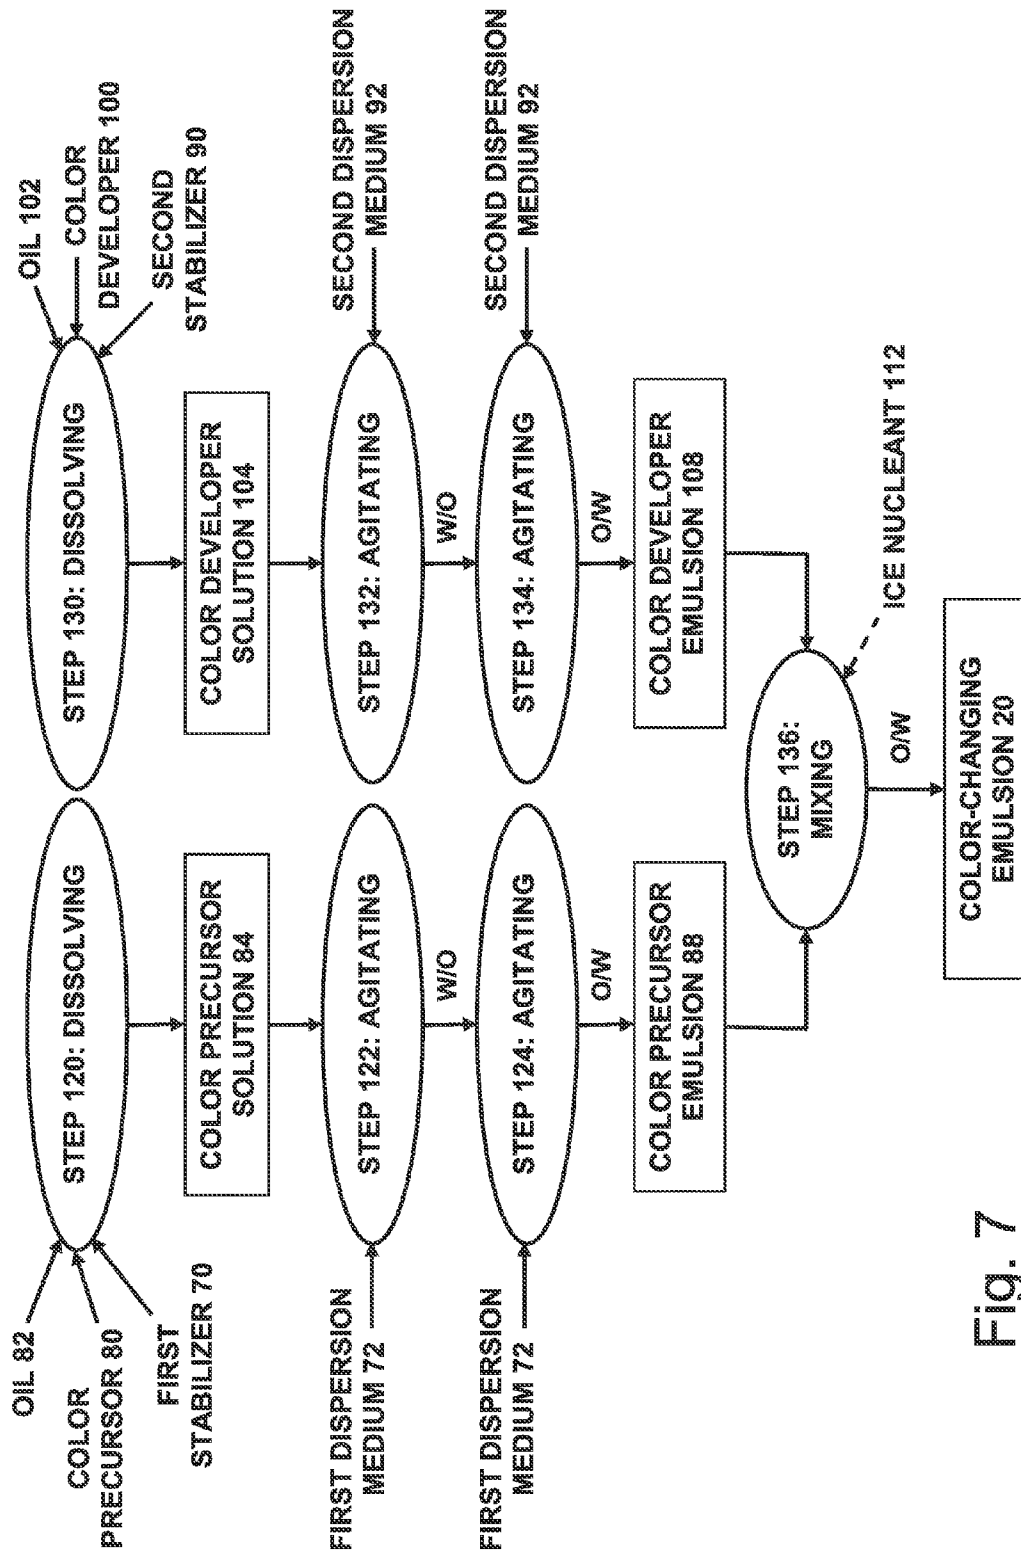 OIL 82
COLOR
PRECURSOR 80
FIRST
STABILIZER 70
STEP 120: DISSOLVING
COLOR PRECURSOR
SOLUTION 84
FIRST DISPERSION
MEDIUM 72
STEP 122: AGITATING
W/O
FIRST DISPERSION
MEDIUM 72
STEP 124: AGITATING
O/W
COLOR PRECURSOR
EMULSION 88
OIL 102
COLOR
DEVELOPER 100
SECOND
STABILIZER 90
STEP 130: DISSOLVING
COLOR DEVELOPER
SOLUTION 104
SECOND DISPERSION
MEDIUM 92
STEP 132: AGITATING
W/O
SECOND DISPERSION
MEDIUM 92
STEP 134: AGITATING
O/W
COLOR DEVELOPER
EMULSION 108
STEP 136:
MIXING
ICE NUCLEANT 112
O/W
COLOR-CHANGING
EMULSION 20
Fig. 7